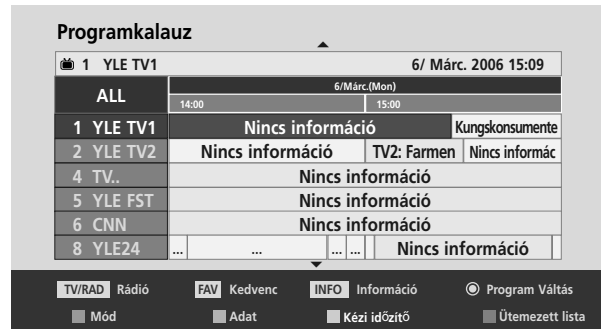 Programkalauz
1 YLE TV1 6/ Márc. 2006 15:09
ALL 6/Márc.(Mon)
14:00 15:00
1 YLE TV1 Nincs információ Kungskonsumente
2 YLE TV2 Nincs információ TV2: Farmen Nincs informác
4 TV.. Nincs információ
5 YLE FST Nincs információ
6 CNN Nincs információ
8 YLE24 ... ... ... ... Nincs információ
TV/RAD Rádió FAV Kedvenc INFO Információ Program Váltás
Mód Adat Kézi időzítő Ütemezett lista